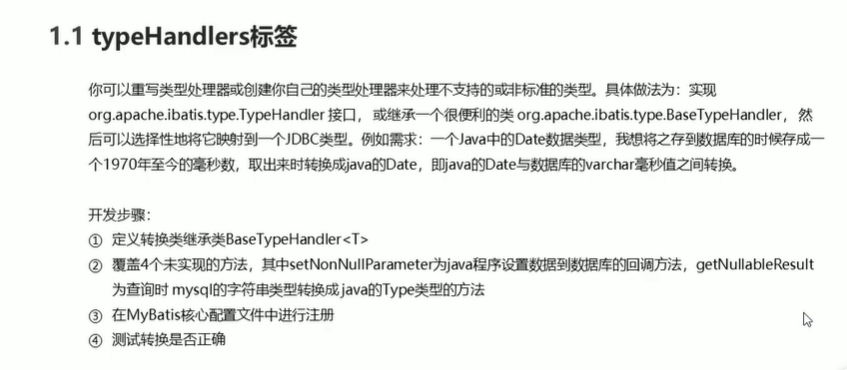 1.1 typeHandlers标签
你可以重写类型处理器或创建你自己的类型处理器来处理不支持的或非标准的类型。具体做法为：实现
org.apache.ibatis.type.TypeHandler 接口， 或继承一个很便利的类 org.apache.ibatis.type.BaseTypeHandler， 然
后可以选择性地将它映射到一个JDBC类型。例如需求：一个Java中的Date数据类型，我想将之存到数据库的时候存成一
个1970年至今的毫秒数，取出来时转换成java的Date，即java的Date与数据库的varchar毫秒值之间转换。
开发步骤：
① 定义转换类继承类BaseTypeHandler<T>
② 覆盖4个未实现的方法，其中setNonNullParameter为java程序设置数据到数据库的回调方法，getNullableResult
为查询时 mysql的字符串类型转换成 java的Type类型的方法
③ 在MyBatis核心配置文件中进行注册
④ 测试转换是否正确